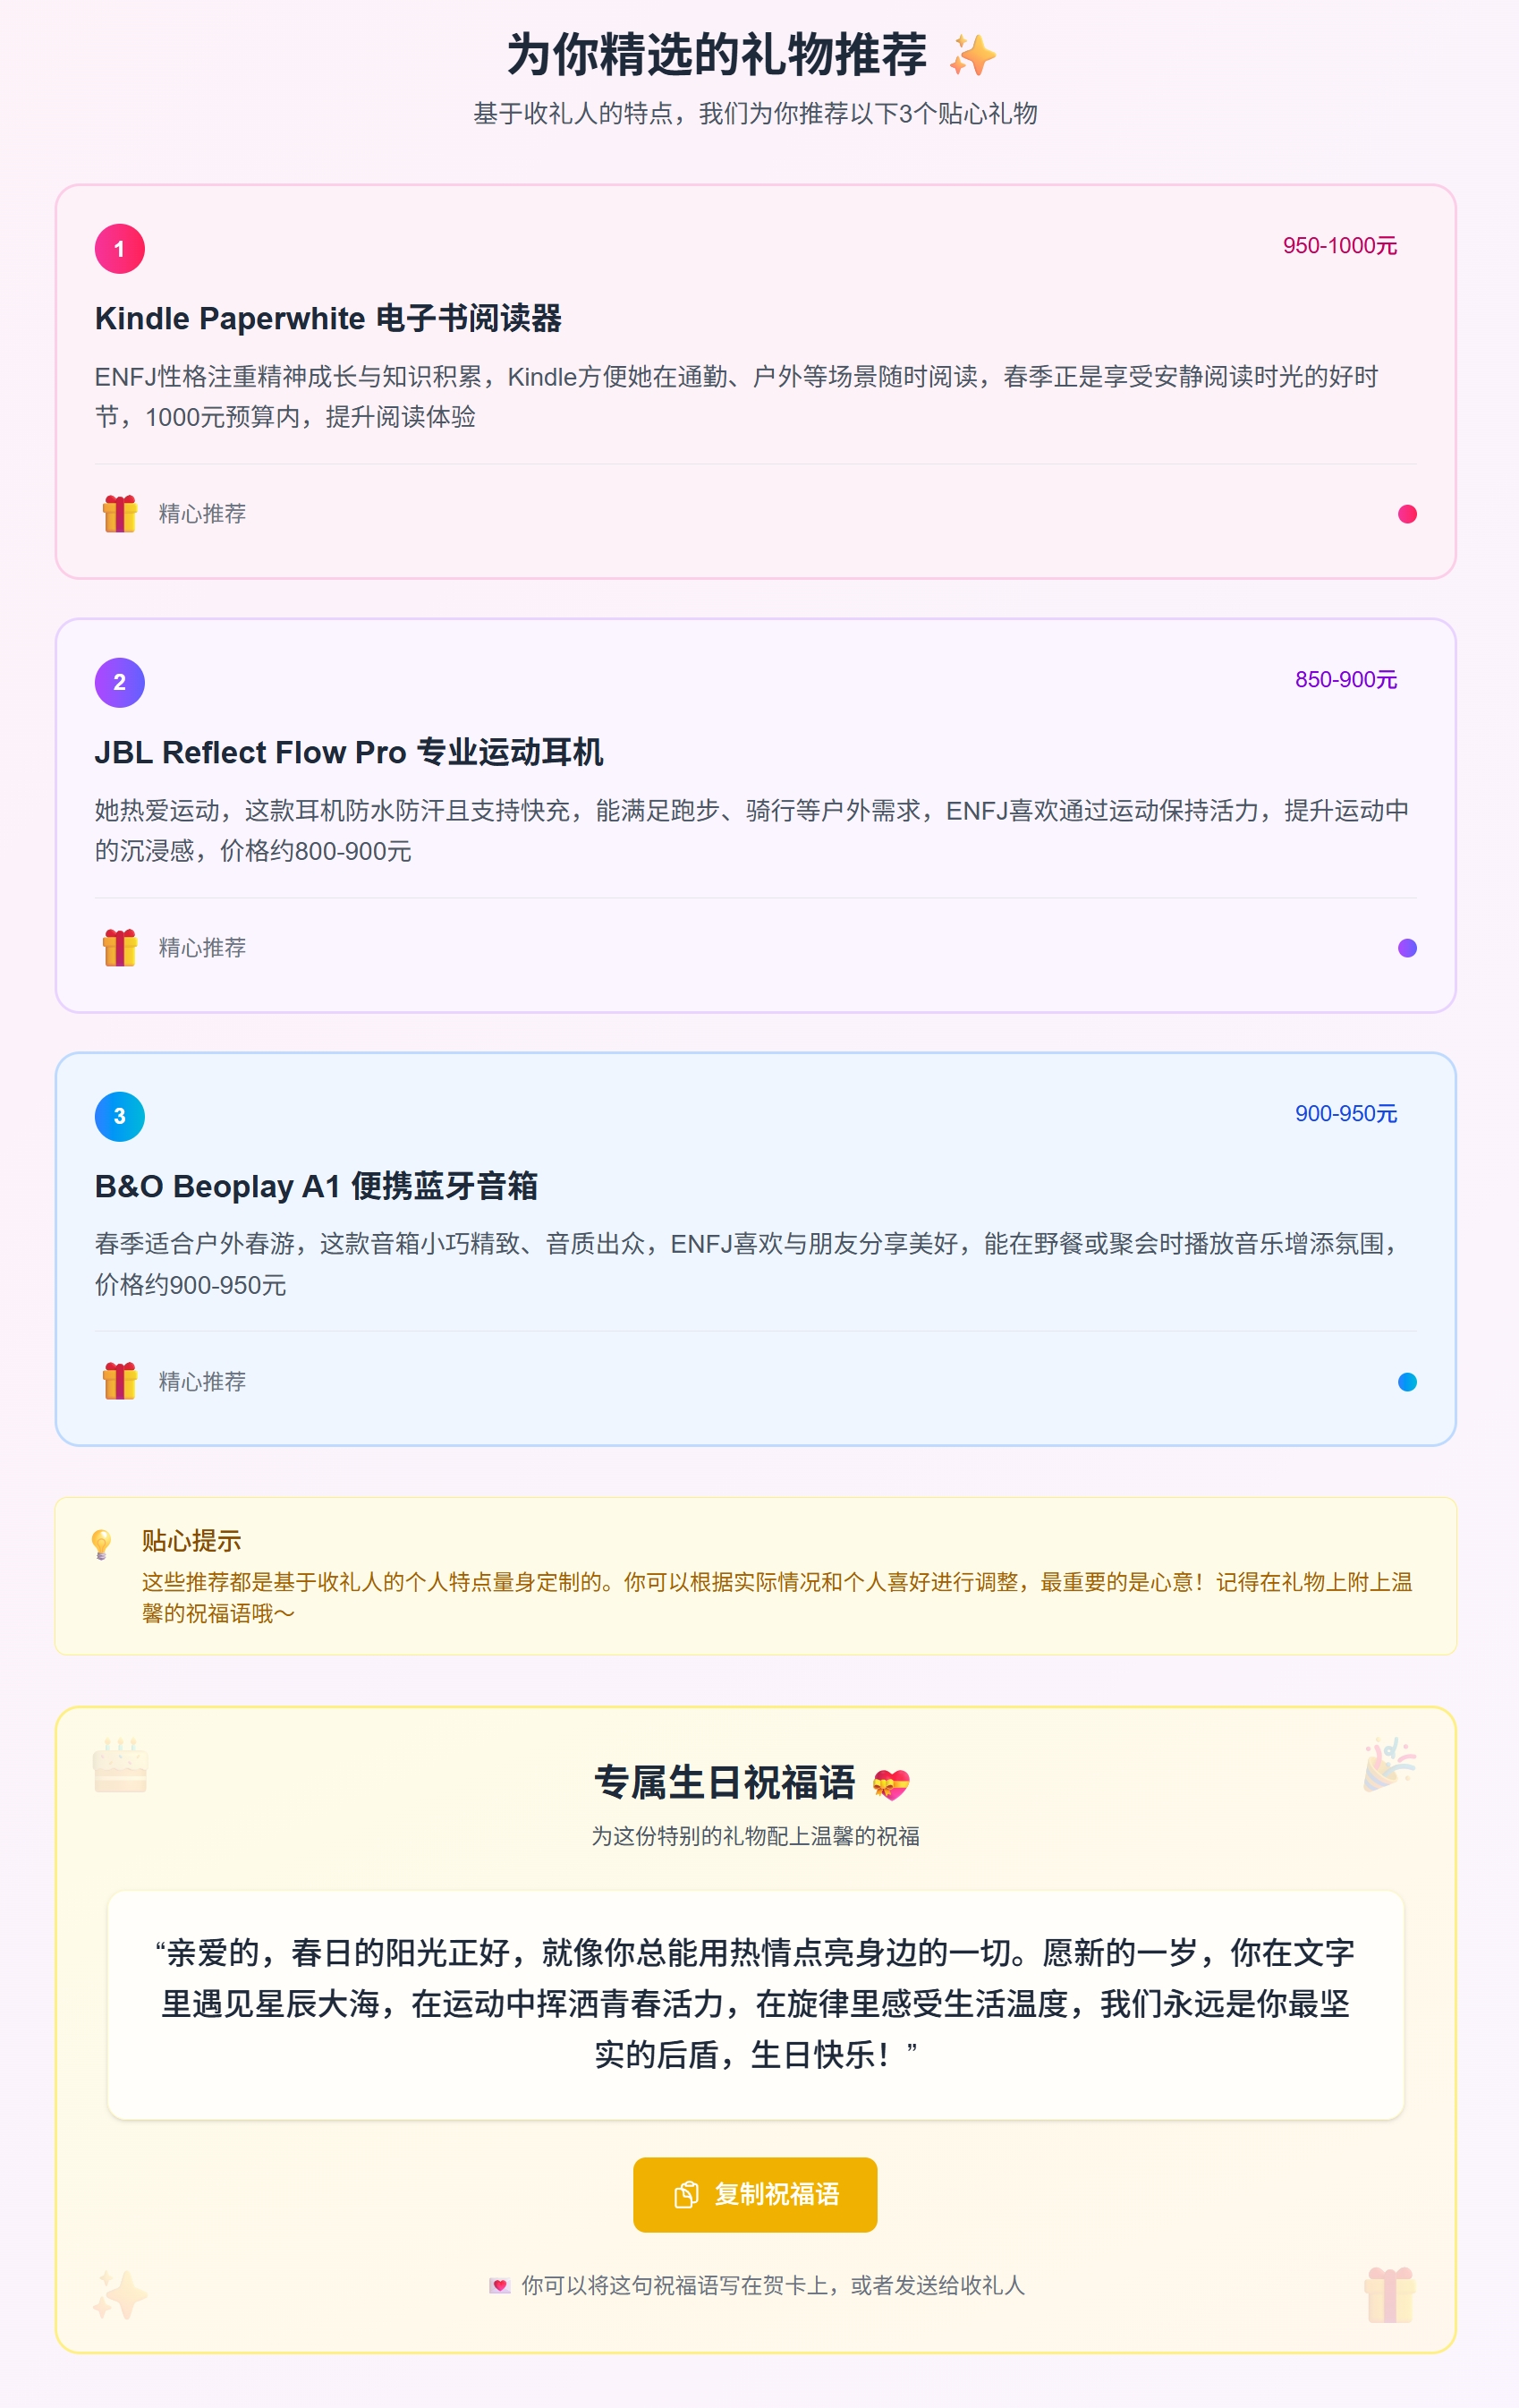 为你精选的礼物推荐 ✨
基于收礼人的特点，我们为你推荐以下3个贴心礼物
1
950-1000元
Kindle Paperwhite 电子书阅读器
ENFJ性格注重精神成长与知识积累，Kindle方便她在通勤、户外等场景随时阅读，春季正是享受安静阅读时光的好时
节，1000元预算内，提升阅读体验
精心推荐
2
850-900元
JBL Reflect Flow Pro 专业运动耳机
她热爱运动，这款耳机防水防汗且支持快充，能满足跑步、骑行等户外需求，ENFJ喜欢通过运动保持活力，提升运动中
的沉浸感，价格约800-900元
精心推荐
3
900-950元
B&O Beoplay A1 便携蓝牙音箱
春季适合户外春游，这款音箱小巧精致、音质出众，ENFJ喜欢与朋友分享美好，能在野餐或聚会时播放音乐增添氛围，
价格约900-950元
精心推荐
贴心提示
这些推荐都是基于收礼人的个人特点量身定制的。你可以根据实际情况和个人喜好进行调整，最重要的是心意！记得在礼物上附上温
馨的祝福语哦～
专属生日祝福语 💝
为这份特别的礼物配上温馨的祝福
“亲爱的，春日的阳光正好，就像你总能用热情点亮身边的一切。愿新的一岁，你在文字
里遇见星辰大海，在运动中挥洒青春活力，在旋律里感受生活温度，我们永远是你最坚
实的后盾，生日快乐！”
复制祝福语
💌 你可以将这句祝福语写在贺卡上，或者发送给收礼人